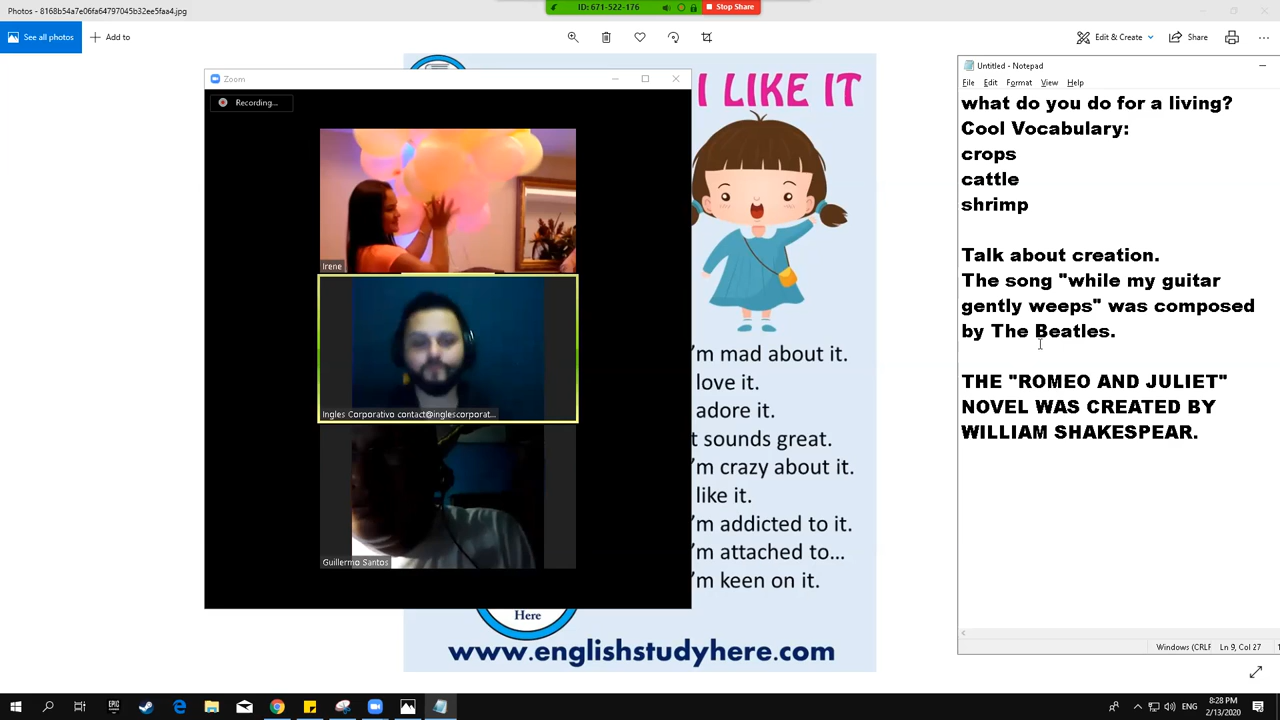 Photos - 8168b54a7e06fa64797045b32ee5faa4.jpg
ID: 671-522-176
Stop Share
See all photos
Add to
Edit & Create
Share
Zoom
Recording...
Irene
Ingles Corporativo contact@inglescorporat...
Guillermo Santos
I LIKE IT
'm mad about it.
love it.
adore it.
t sounds great.
'm crazy about it.
like it.
'm addicted to it.
'm attached to...
'm keen on it.
Here
www.englishstudyhere.com
Untitled - Notepad
File Edit Format View Help
what do you do for a living?
Cool Vocabulary:
crops
cattle
shrimp
Talk about creation.
The song "while my guitar
gently weeps" was composed
by The Beatles.
THE "ROMEO AND JULIET"
NOVEL WAS CREATED BY
WILLIAM SHAKESPEAR.
Windows (CRLF Ln 9, Col 27
ENG
8:28 PM
2/13/2020